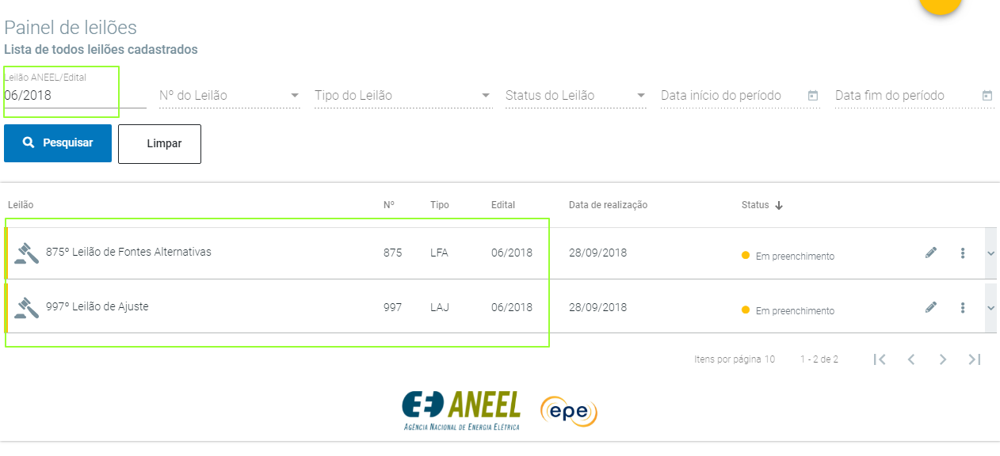 Painel de leilões
Lista de todos leilões cadastrados
Leilão ANEEL/Edital
06/2018 Nº do Leilão Tipo do Leilão Status do Leilão Data início do período Data fim do período
Pesquisar Limpar
Leilão Nº Tipo Edital Data de realização Status
875º Leilão de Fontes Alternativas 875 LFA 06/2018 28/09/2018 Em preenchimento
997º Leilão de Ajuste 997 LAJ 06/2018 28/09/2018 Em preenchimento
Itens por página 10 1 - 2 de 2
ANEEL epe
Agência Nacional de Energia Elétrica